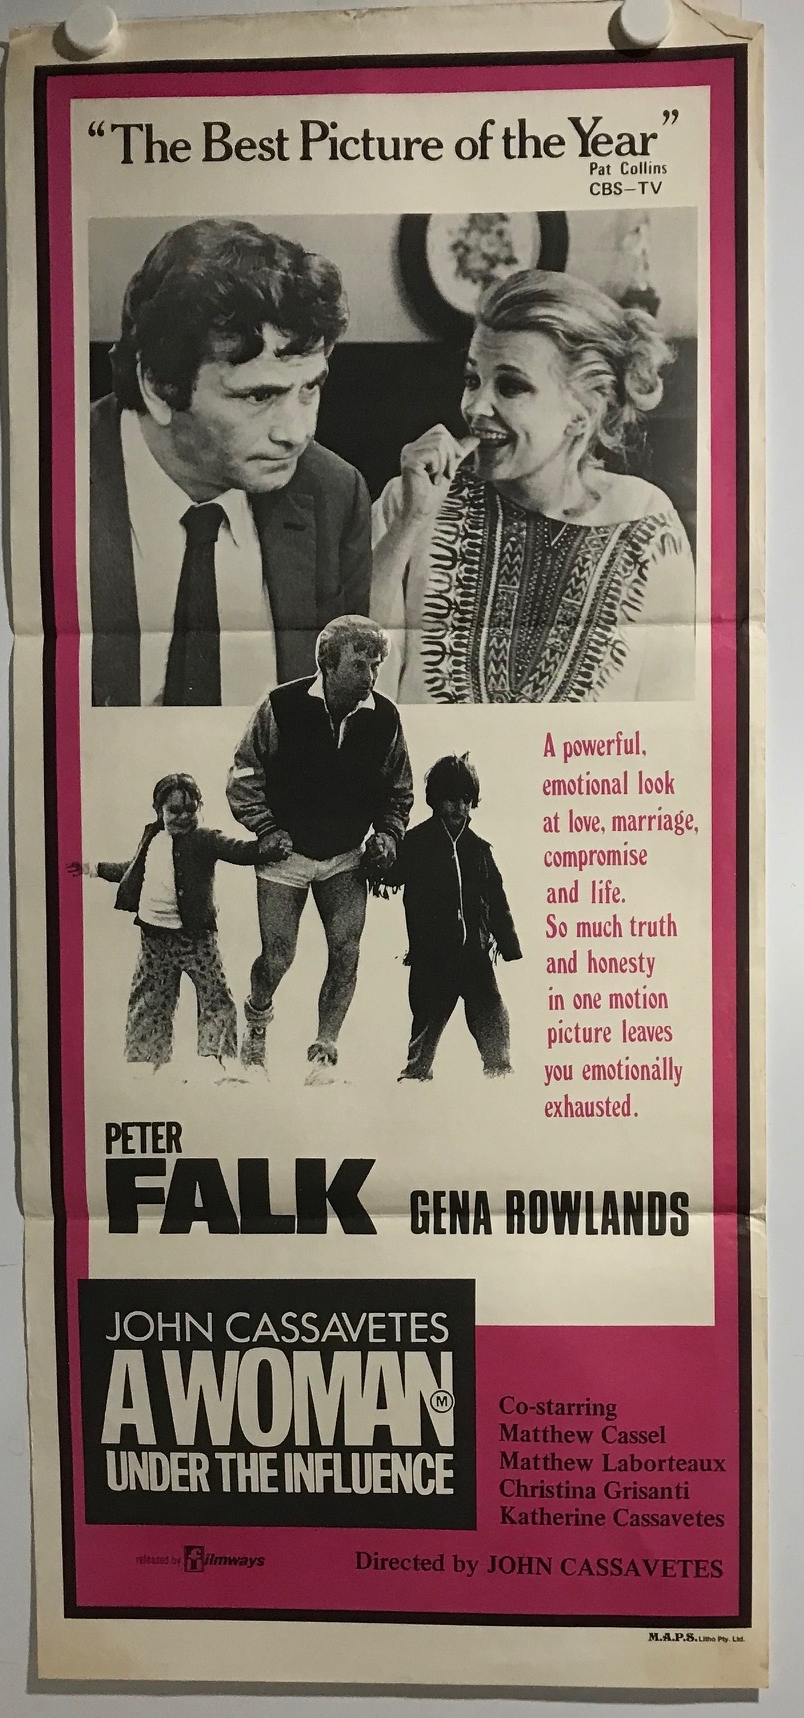 “The Best Picture of the Year”
Pat Collins
CBS–TV
A powerful,
emotional look
at love, marriage,
compromise
and life.
So much truth
and honesty
in one motion
picture leaves
you emotionally
exhausted.
PETER
FALK GENA ROWLANDS
JOHN CASSAVETES
A WOMAN
M
UNDER THE INFLUENCE
Co-starring
Matthew Cassel
Matthew Laborteaux
Christina Grisanti
Katherine Cassavetes
released by filmways
Directed by JOHN CASSAVETES
M.A.P.S. Litho Pty. Ltd.